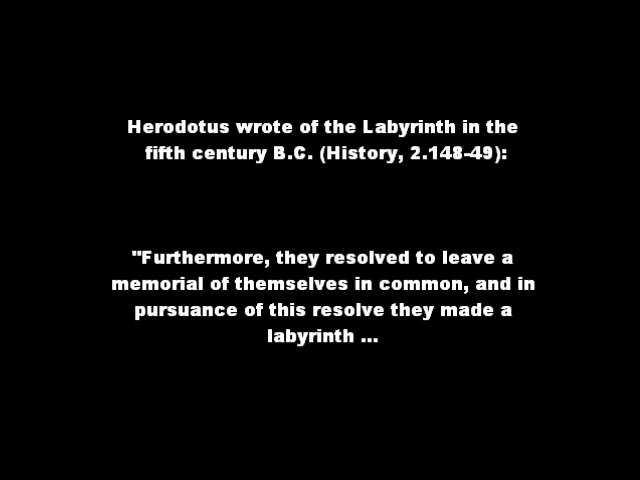 Herodotus wrote of the Labyrinth in the
fifth century B.C. (History, 2.148-49):
"Furthermore, they resolved to leave a
memorial of themselves in common, and in
pursuance of this resolve they made a
labyrinth ...